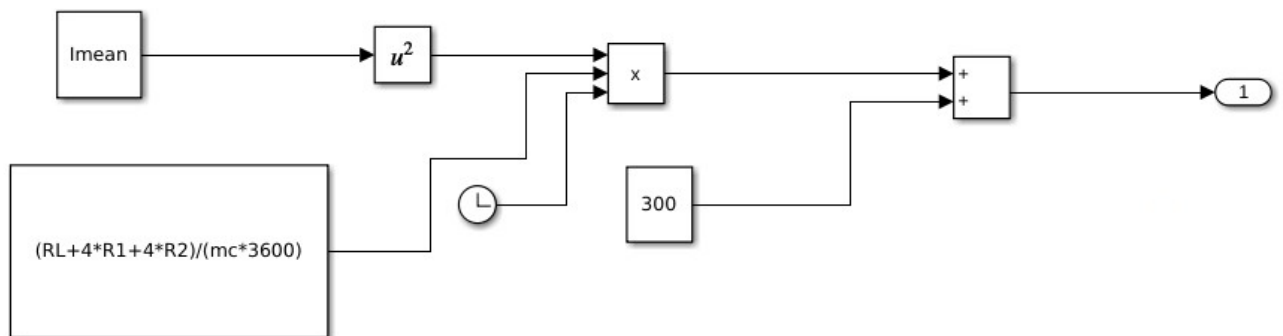 Imean
u²
x
+
+
1
300
(RL+4*R1+4*R2)/(mc*3600)